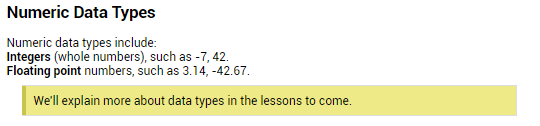 Numeric Data Types
Numeric data types include:
Integers (whole numbers), such as -7, 42.
Floating point numbers, such as 3.14, -42.67.
We'll explain more about data types in the lessons to come.